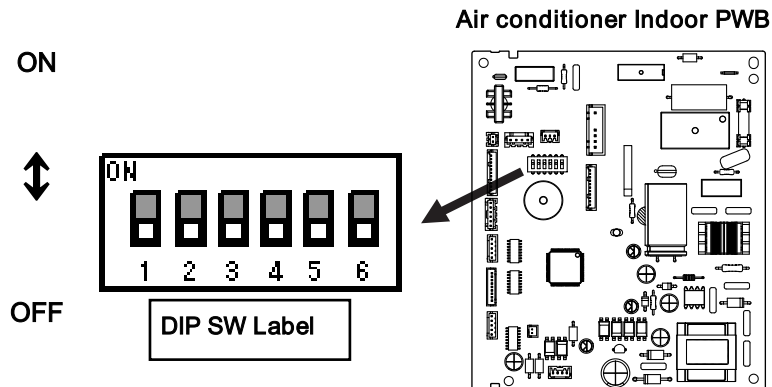 Air conditioner Indoor PWB
ON
ON
1 2 3 4 5 6
OFF
DIP SW Label